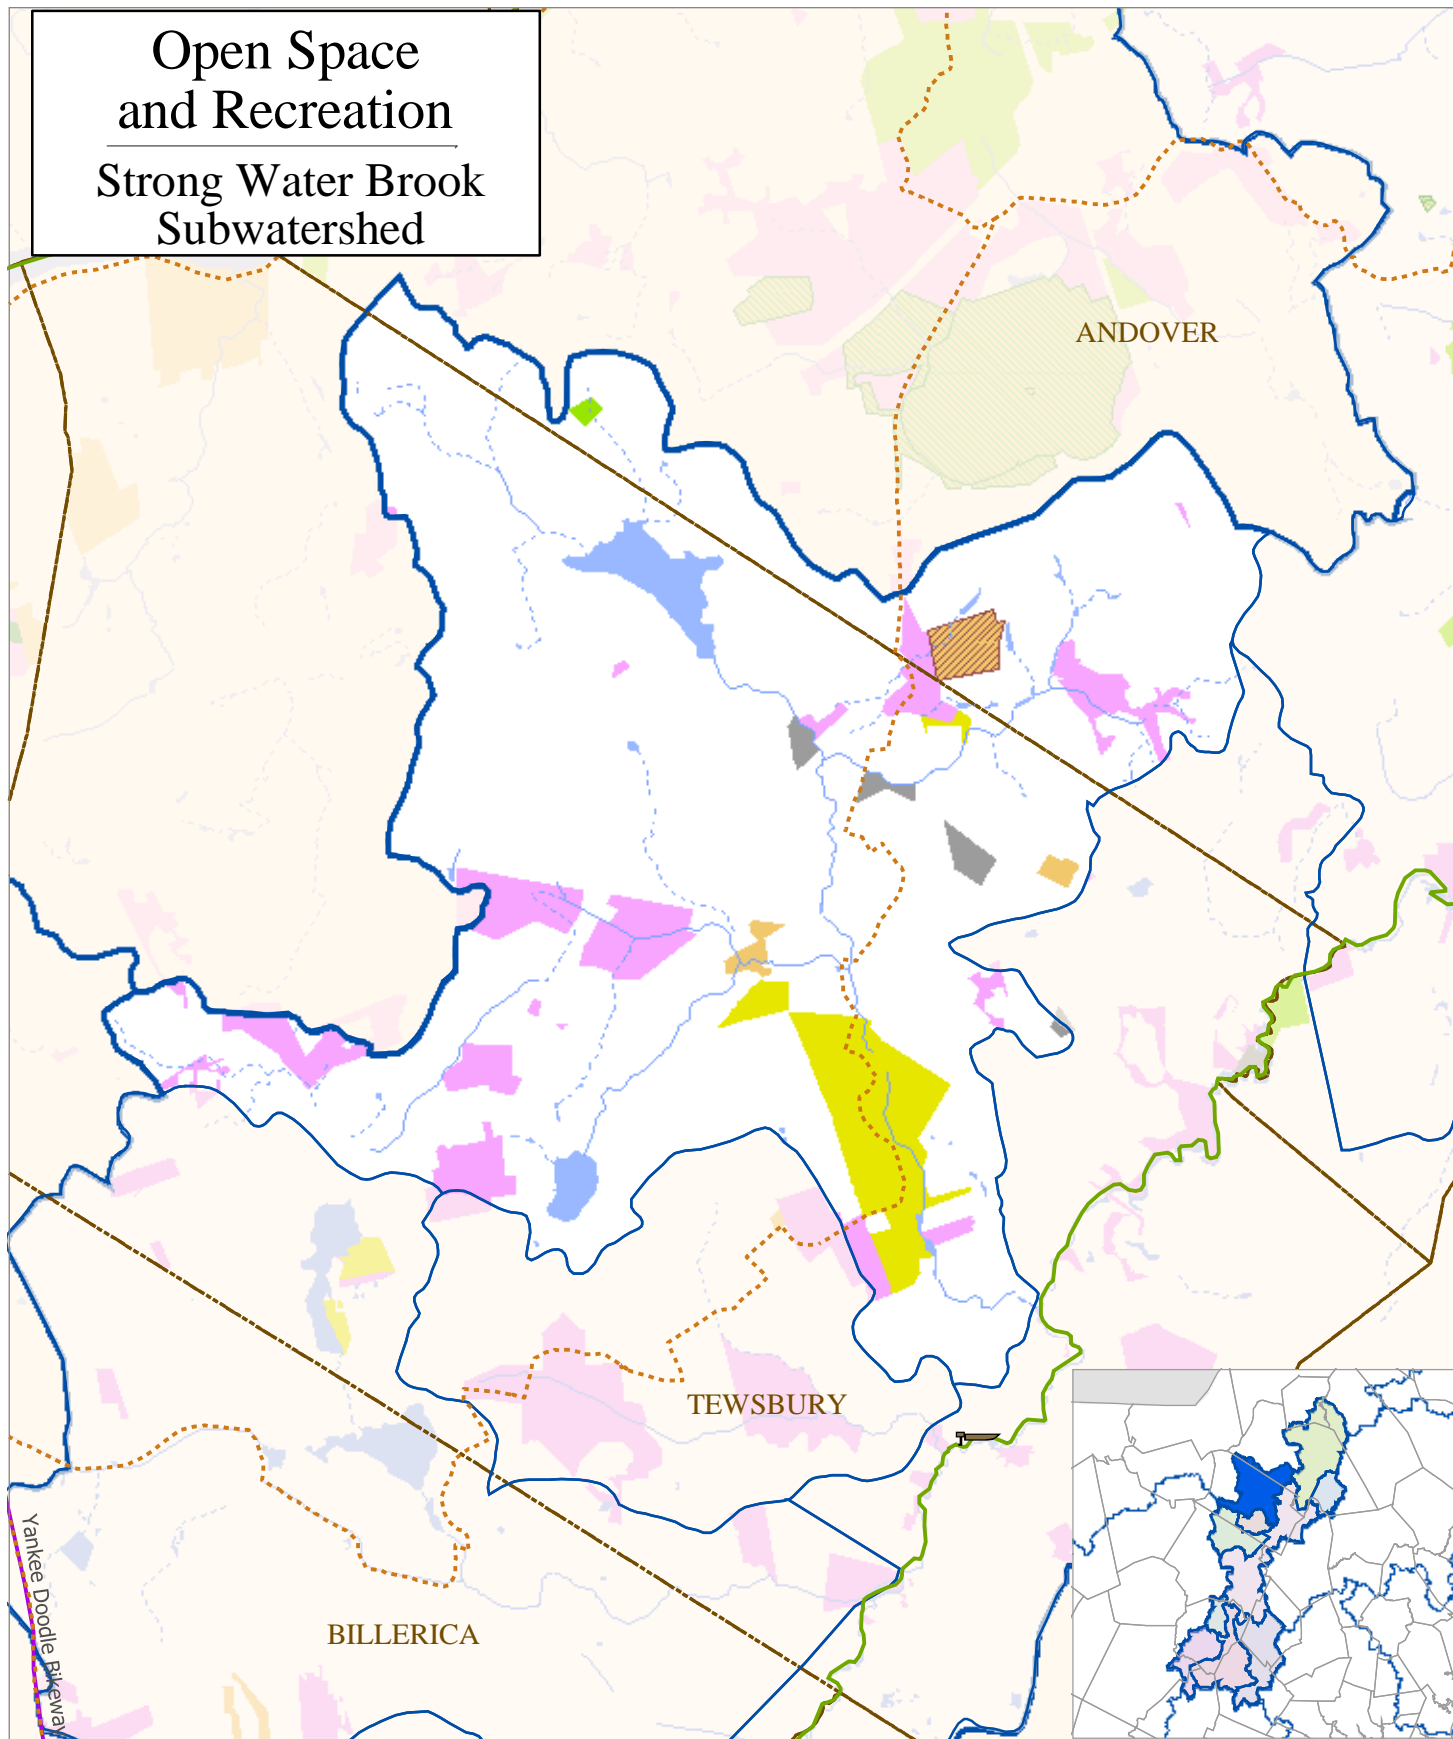 Open Space
and Recreation
Strong Water Brook
Subwatershed
ANDOVER
TEWSBURY
BILLERICA
Yankee Doodle Bikeway